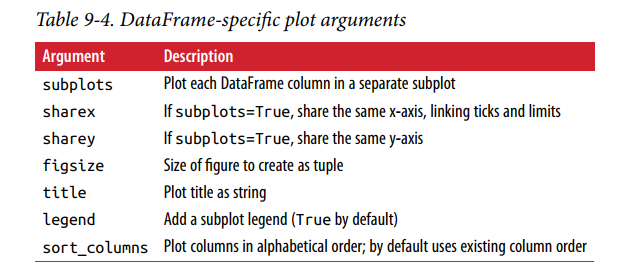 Table 9-4. DataFrame-specific plot arguments
Argument Description
subplots Plot each DataFrame column in a separate subplot
sharex If subplots=True, share the same x-axis, linking ticks and limits
sharey If subplots=True, share the same y-axis
figsize Size of figure to create as tuple
title Plot title as string
legend Add a subplot legend (True by default)
sort_columns Plot columns in alphabetical order; by default uses existing column order